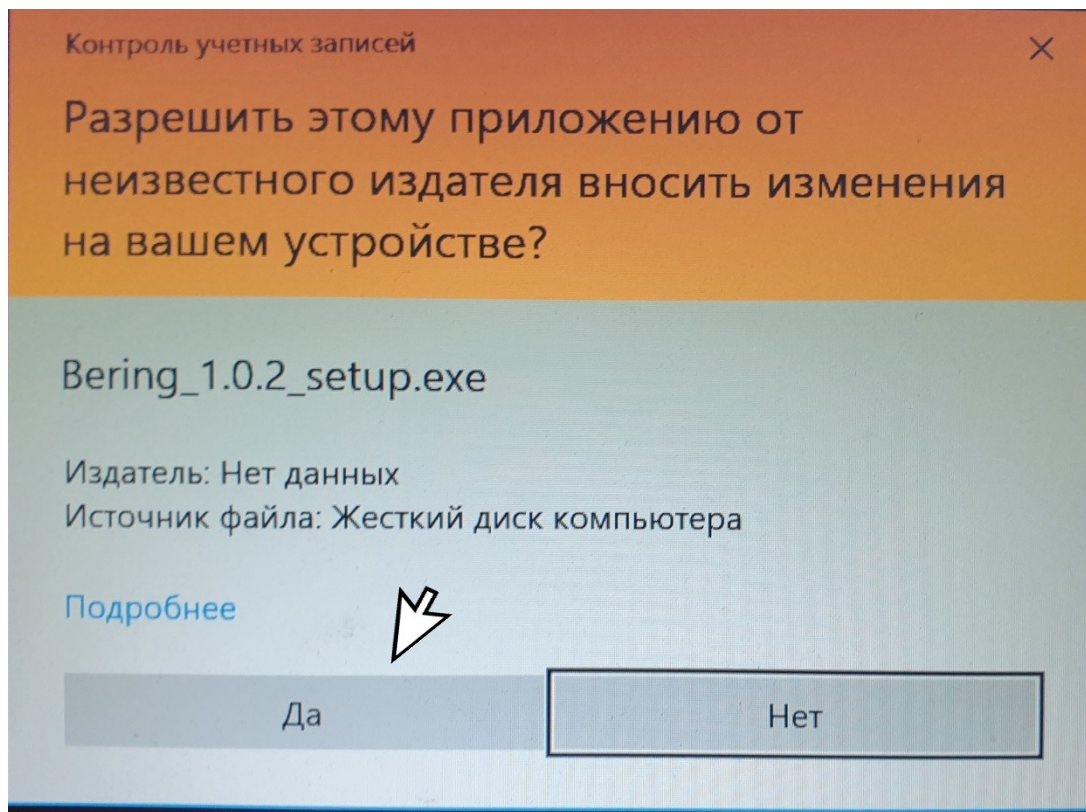 Контроль учетных записей
Разрешить этому приложению от
неизвестного издателя вносить изменения
на вашем устройстве?
Bering_1.0.2_setup.exe
Издатель: Нет данных
Источник файла: Жесткий диск компьютера
Подробнее
Да
Нет